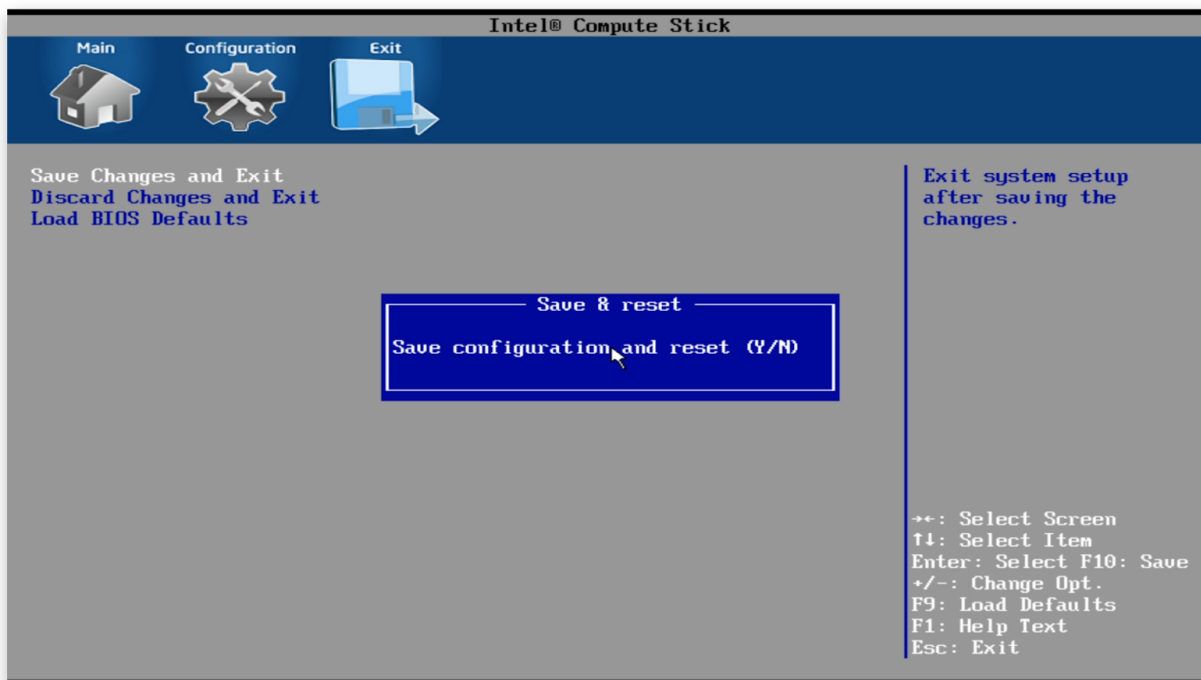 Intel® Compute Stick
Main Configuration Exit
Save Changes and Exit
Discard Changes and Exit
Load BIOS Defaults
Exit system setup
after saving the
changes.
Save & reset
Save configuration and reset (Y/N)
→←: Select Screen
↑↓: Select Item
Enter: Select F10: Save
+/-: Change Opt.
F9: Load Defaults
F1: Help Text
Esc: Exit